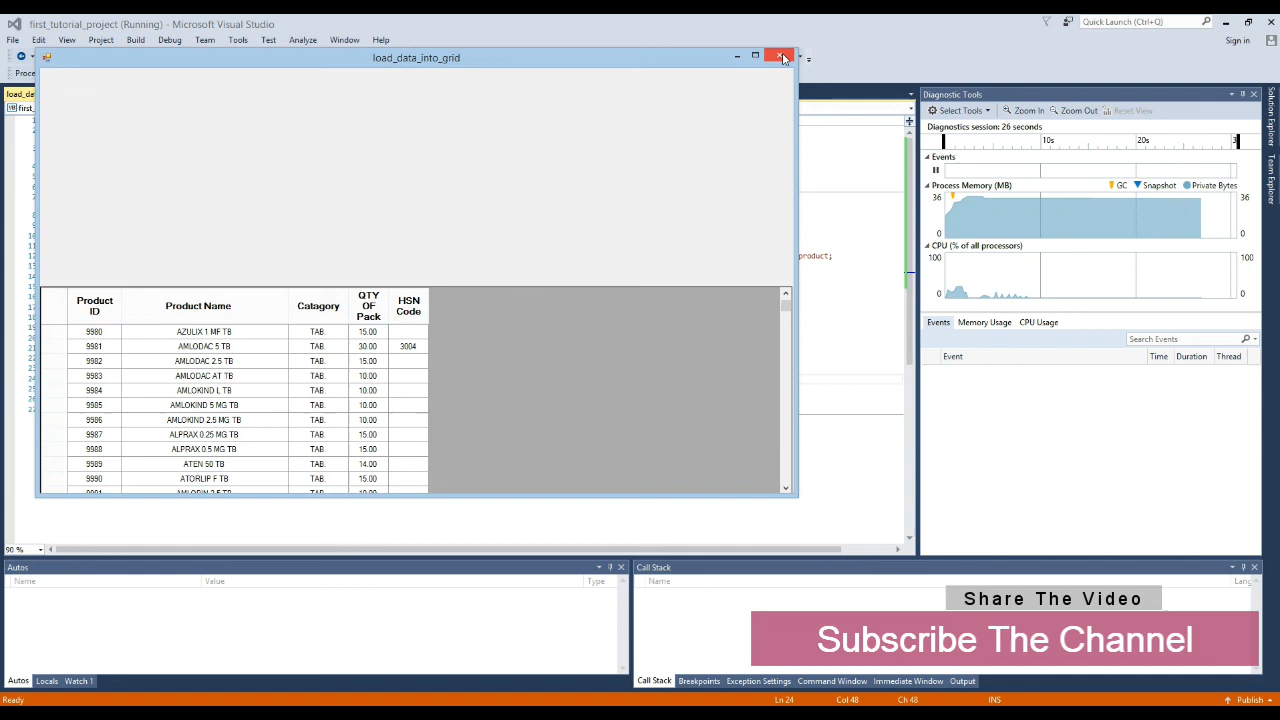 first_tutorial_project (Running) - Microsoft Visual Studio
Quick Launch (Ctrl+Q)
File Edit View Project Build Debug Team Tools Test Analyze Window Help
Sign in
load_data_into_grid
Diagnostic Tools
Select Tools Zoom In Zoom Out Reset View
Diagnostics session: 26 seconds
10s 20s 3
Events
Process Memory (MB) GC Snapshot Private Bytes
36 36
0 0
CPU (% of all processors)
100 100
0 0
product;
Events Memory Usage CPU Usage
Search Events
Event Time Duration Thread
Product ID Product Name Catagory QTY OF Pack HSN Code
9980 AZULIX 1 MF TB TAB. 15.00
9981 AMLODAC 5 TB TAB. 30.00 3004
9982 AMLODAC 2.5 TB TAB. 15.00
9983 AMLODAC AT TB TAB. 10.00
9984 AMLOKIND L TB TAB. 10.00
9985 AMLOKIND 5 MG TB TAB. 10.00
9986 AMLOKIND 2.5 MG TB TAB. 10.00
9987 ALPRAX 0.25 MG TB TAB. 15.00
9988 ALPRAX 0.5 MG TB TAB. 15.00
9989 ATEN 50 TB TAB. 14.00
9990 ATORLIP F TB TAB. 15.00
90 %
Autos
Name Value Type
Call Stack
Name Lang
Share The Video
Subscribe The Channel
Autos Locals Watch 1
Call Stack Breakpoints Exception Settings Command Window Immediate Window Output
Ready Ln 24 Col 48 Ch 48 INS Publish
Solution Explorer
Team Explorer